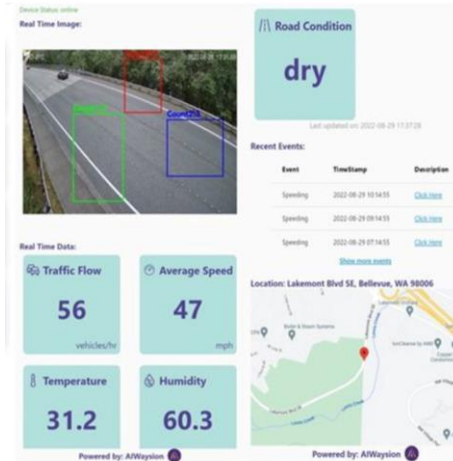 Device Status: online
Real Time Image:
Real Time Data:
Traffic Flow
56
vehicles/hr
Average Speed
47
mph
Temperature
31.2
Humidity
60.3
Powered by: AIWaysion
Road Condition
dry
Last updated on: 2022-08-29 17:37:28
Recent Events:
Event TimeStamp Description
Speeding 2022-08-29 10:14:55 Click Here
Speeding 2022-08-29 09:14:55 Click Here
Speeding 2022-08-29 07:14:55 Click Here
Show more events
Location: Lakemont Blvd SE, Bellevue, WA 98006
Lakemont Blvd SE
Powered by: AIWaysion